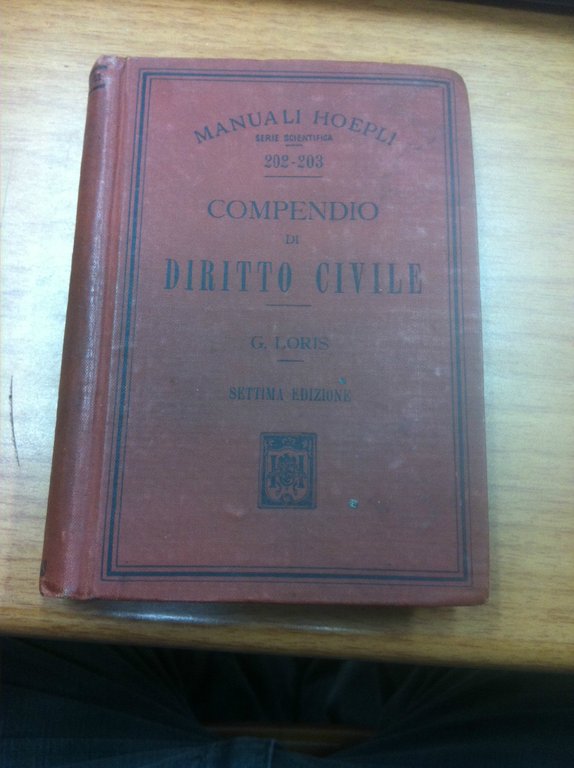 MANUALI HOEPLI
SERIE SCIENTIFICA
202-203
COMPENDIO
DI
DIRITTO CIVILE
G. LORIS
SETTIMA EDIZIONE